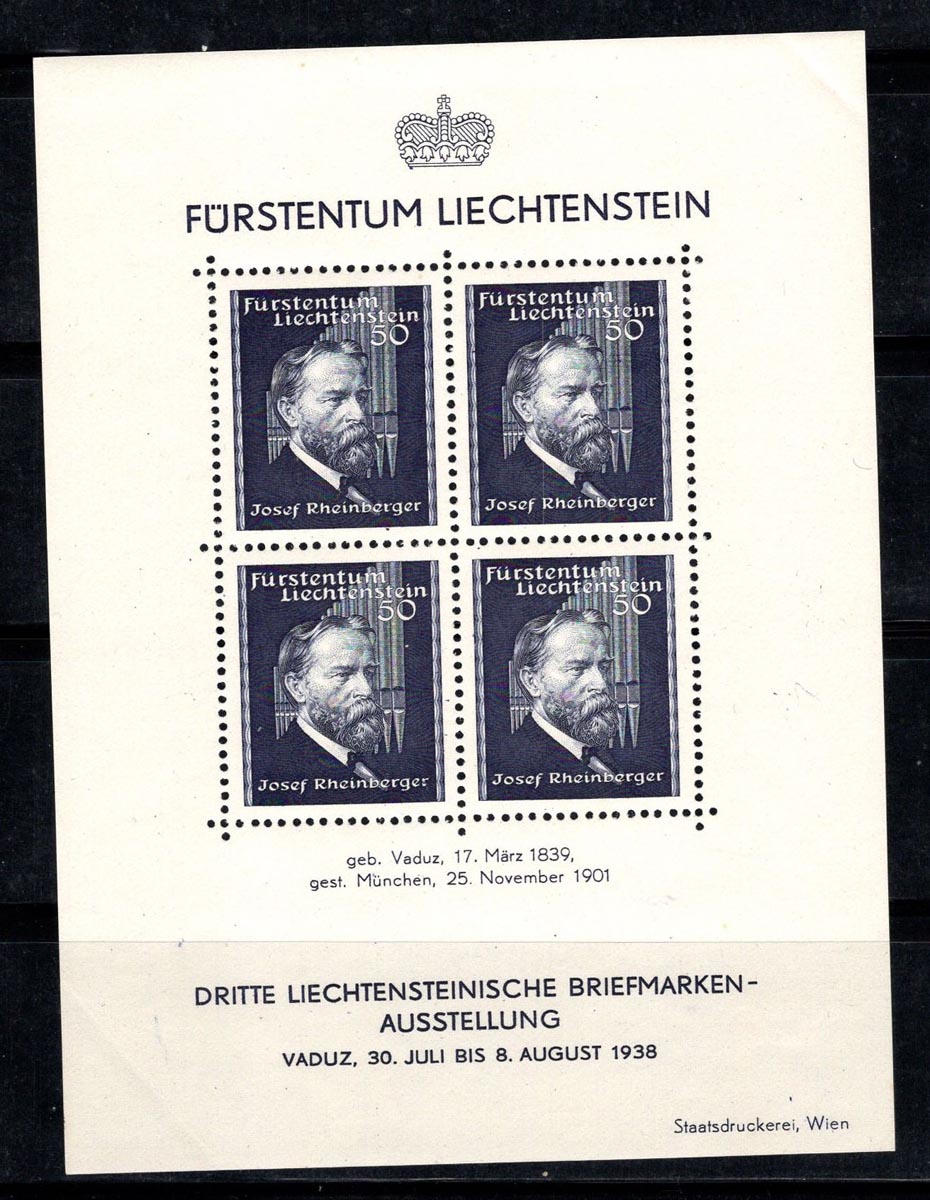 FÜRSTENTUM LIECHTENSTEIN
Fürstentum
Liechtenstein
50
Josef Rheinberger
Fürstentum
Liechtenstein
50
Josef Rheinberger
Fürstentum
Liechtenstein
50
Josef Rheinberger
Fürstentum
Liechtenstein
50
Josef Rheinberger
geb. Vaduz, 17. März 1839,
gest. München, 25. November 1901
DRITTE LIECHTENSTEINISCHE BRIEFMARKEN-
AUSSTELLUNG
VADUZ, 30. JULI BIS 8. AUGUST 1938
Staatsdruckerei, Wien